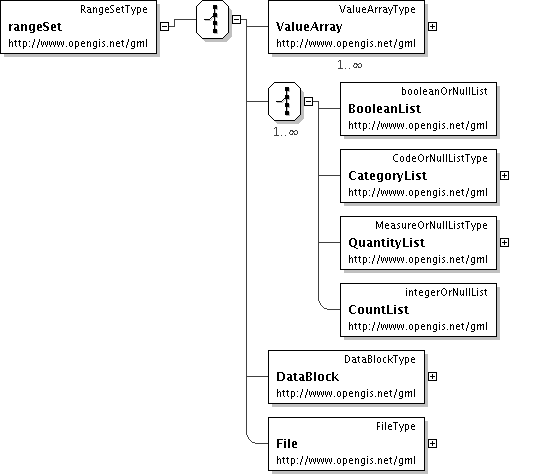 RangeSetType
rangeSet
http://www.opengis.net/gml
ValueArrayType
ValueArray
http://www.opengis.net/gml
1..∞
1..∞
booleanOrNullList
BooleanList
http://www.opengis.net/gml
CodeOrNullListType
CategoryList
http://www.opengis.net/gml
MeasureOrNullListType
QuantityList
http://www.opengis.net/gml
integerOrNullList
CountList
http://www.opengis.net/gml
DataBlockType
DataBlock
http://www.opengis.net/gml
FileType
File
http://www.opengis.net/gml